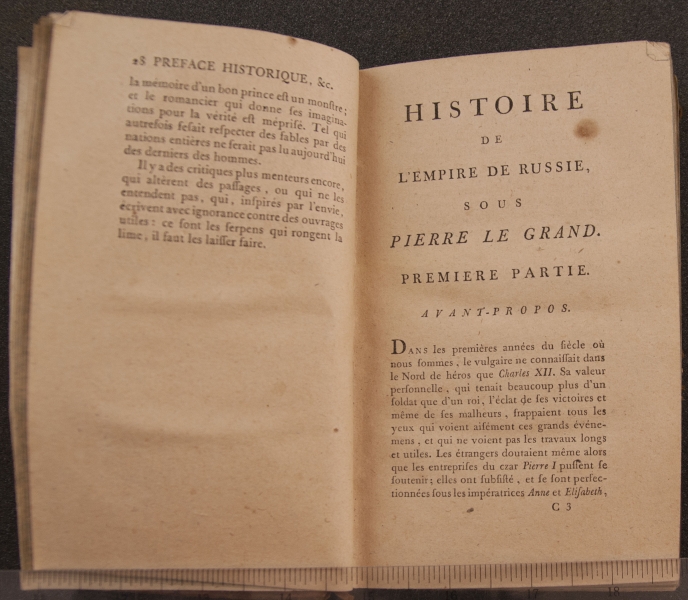 28 PREFACE HISTORIQUE, &c.
la mémoire d'un bon prince eſt un monſtre ;
et le romancier qui donne ſes imagina-
tions pour la vérité eſt mépriſé. Tel qui
autrefois feſait reſpecter des fables par des
nations entières ne ferait pas lu aujourd'hui
des derniers des hommes.
Il y a des critiques plus menteurs encore,
qui altèrent des paſſages, ou qui ne les
entendent pas, qui, inſpirés par l'envie,
écrivent avec ignorance contre des ouvrages
utiles : ce ſont les ſerpens qui rongent la
lime, il faut les laiſſer faire.
HISTOIRE
DE
L'EMPIRE DE RUSSIE,
SOUS
PIERRE LE GRAND.
PREMIERE PARTIE.
AVANT-PROPOS.
DANS les premières années du ſiécle où
nous ſommes, le vulgaire ne connaiſſait dans
le Nord de héros que Charles XII. Sa valeur
perſonnelle, qui tenait beaucoup plus d'un
ſoldat que d'un roi, l'éclat de ſes victoires et
même de ſes malheurs, frappaient tous les
yeux qui voient aiſément ces grands événe-
mens, et qui ne voient pas les travaux longs
et utiles. Les étrangers doutaient même alors
que les entrepriſes du czar Pierre I puſſent ſe
ſoutenir ; elles ont ſubſiſté, et ſe ſont perfec-
tionnées ſous les impératrices Anne et Eliſabeth,
C 3
17
18